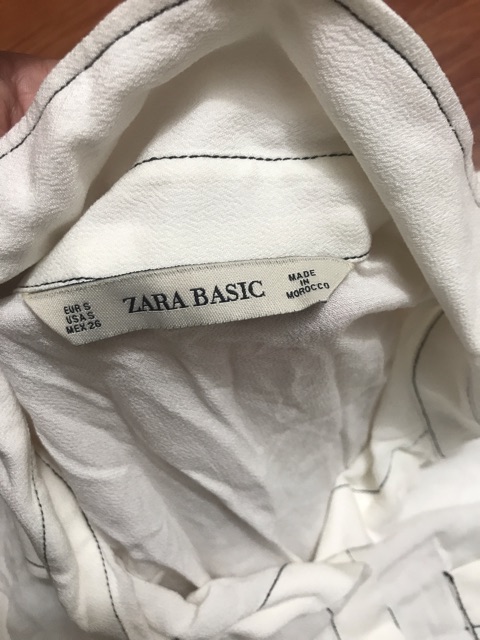 EUR S
USA S
MEX 26
ZARA BASIC
MADE
IN
MOROCCO